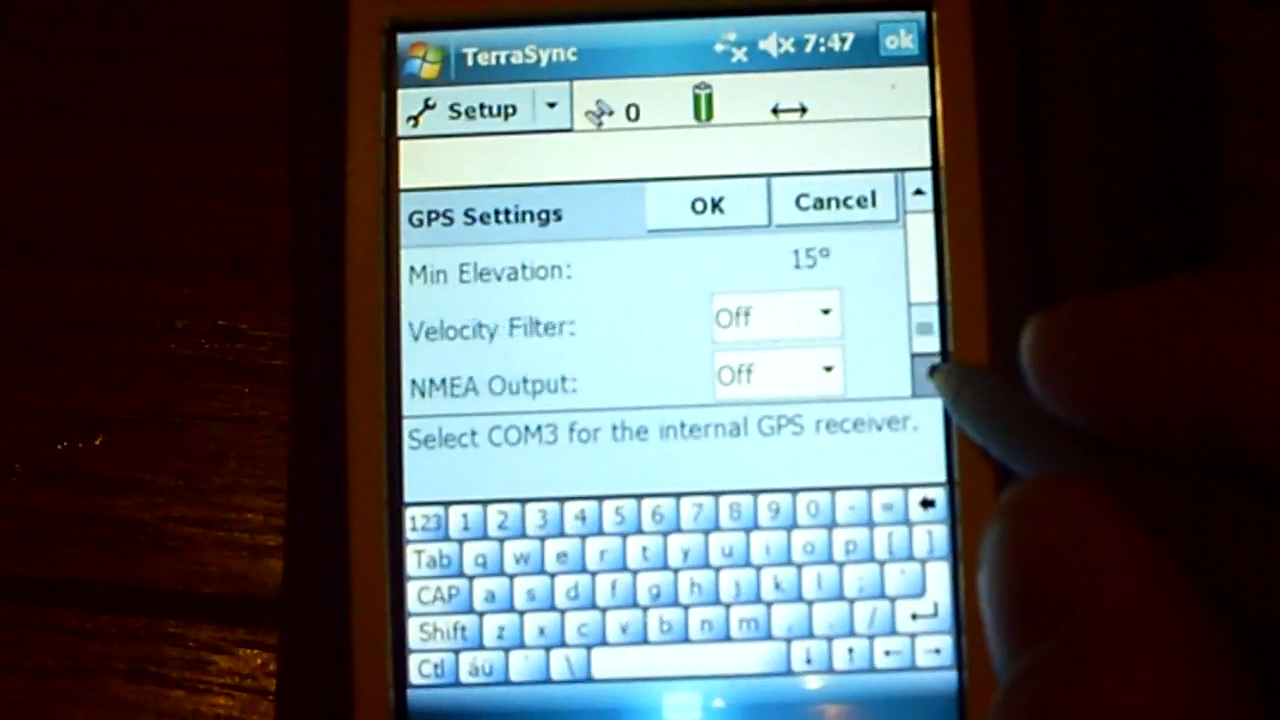 TerraSync 7:47 ok
Setup 0
GPS Settings OK Cancel
Min Elevation: 15°
Velocity Filter: Off
NMEA Output: Off
Select COM3 for the internal GPS receiver.
123 1 2 3 4 5 6 7 8 9 0 - =
Tab q w e r t y u i o p [ ]
CAP a s d f g h j k l ; '
Shift z x c v b n m , . /
Ctl áü ` \ ↓ ↑ ← →